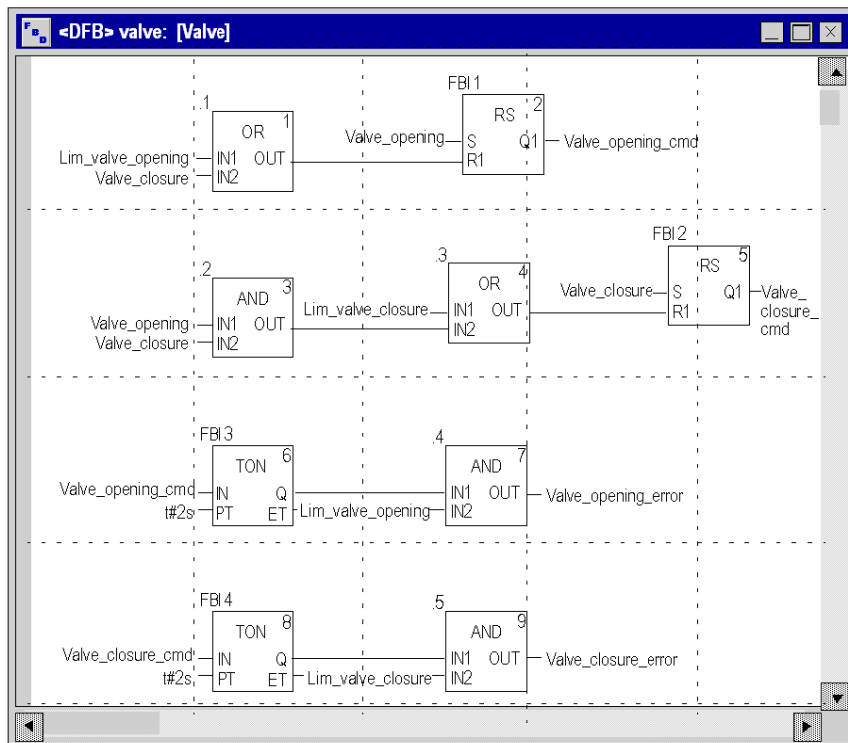 FBD <DFB> valve: [Valve]
.1
OR 1
Lim_valve_opening IN1 OUT
Valve_closure IN2
FBI1
RS 2
Valve_opening S Q1 Valve_opening_cmd
R1
.2
AND 3
Valve_opening IN1 OUT
Valve_closure IN2
.3
OR 4
Lim_valve_closure IN1 OUT
IN2
FBI2
RS 5
Valve_closure S Q1 Valve_
closure_
cmd
R1
FBI3
TON 6
Valve_opening_cmd IN Q
t#2s PT ET
.4
AND 7
IN1 OUT Valve_opening_error
Lim_valve_opening IN2
FBI4
TON 8
Valve_closure_cmd IN Q
t#2s PT ET
.5
AND 9
IN1 OUT Valve_closure_error
Lim_valve_closure IN2